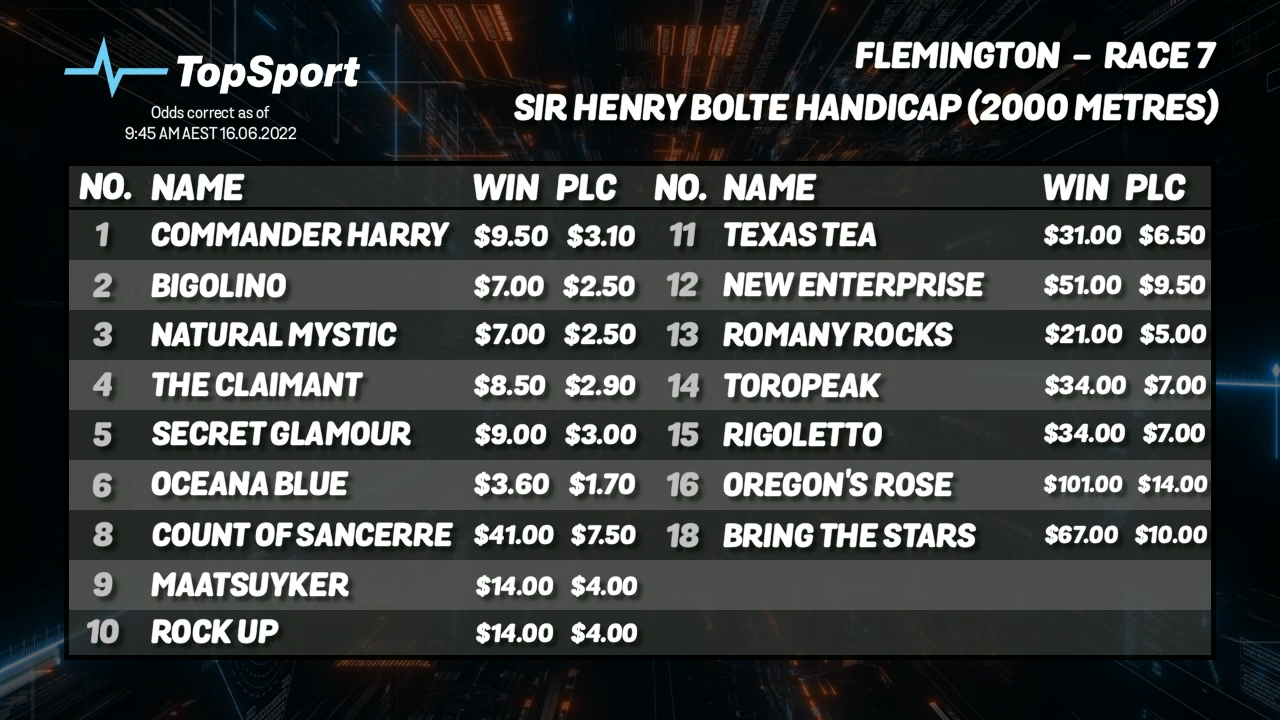 TopSport
Odds correct as of
9:45 AM AEST 16.06.2022
FLEMINGTON – RACE 7
SIR HENRY BOLTE HANDICAP (2000 METRES)
NO. NAME WIN PLC NO. NAME WIN PLC
1 COMMANDER HARRY $9.50 $3.10 11 TEXAS TEA $31.00 $6.50
2 BIGOLINO $7.00 $2.50 12 NEW ENTERPRISE $51.00 $9.50
3 NATURAL MYSTIC $7.00 $2.50 13 ROMANY ROCKS $21.00 $5.00
4 THE CLAIMANT $8.50 $2.90 14 TOROPEAK $34.00 $7.00
5 SECRET GLAMOUR $9.00 $3.00 15 RIGOLETTO $34.00 $7.00
6 OCEANA BLUE $3.60 $1.70 16 OREGON'S ROSE $101.00 $14.00
8 COUNT OF SANCERRE $41.00 $7.50 18 BRING THE STARS $67.00 $10.00
9 MAATSUYKER $14.00 $4.00
10 ROCK UP $14.00 $4.00